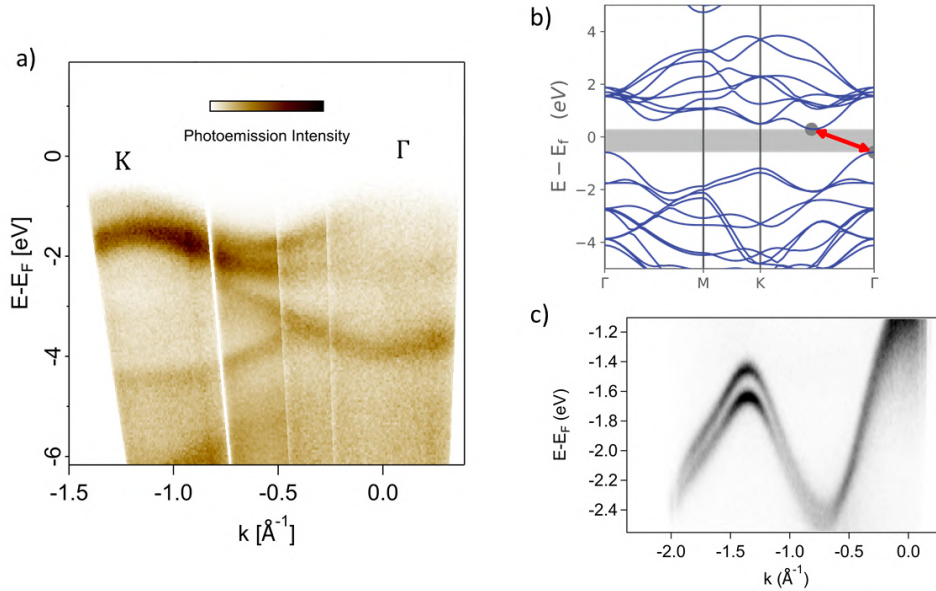 a)
Photoemission Intensity
K
Γ
0
-2
-4
-6
E-E_F [eV]
-1.5
-1.0
-0.5
0.0
k [Å⁻¹]
b)
4
2
0
−2
−4
E − E_f (eV)
Γ
M
K
Γ
c)
-1.2
-1.4
-1.6
-1.8
-2.0
-2.2
-2.4
E-E_F (eV)
-2.0
-1.5
-1.0
-0.5
0.0
k (Å⁻¹)